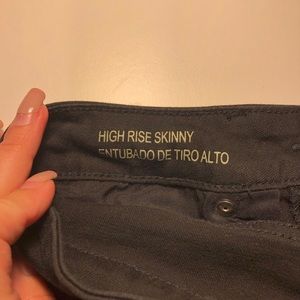 HIGH RISE SKINNY
ENTUBADO DE TIRO ALTO